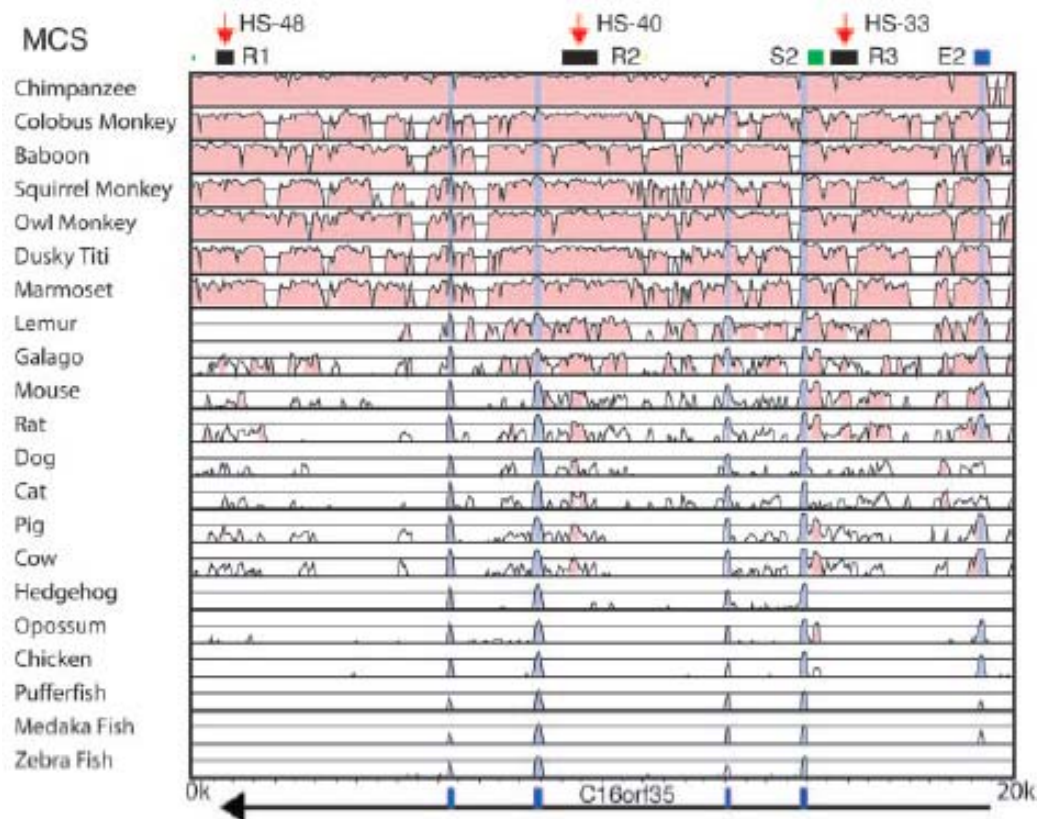 MCS
HS-48
HS-40
HS-33
R1
R2
S2
R3
E2
Chimpanzee
Colobus Monkey
Baboon
Squirrel Monkey
Owl Monkey
Dusky Titi
Marmoset
Lemur
Galago
Mouse
Rat
Dog
Cat
Pig
Cow
Hedgehog
Opossum
Chicken
Pufferfish
Medaka Fish
Zebra Fish
0k
C16orf35
20k